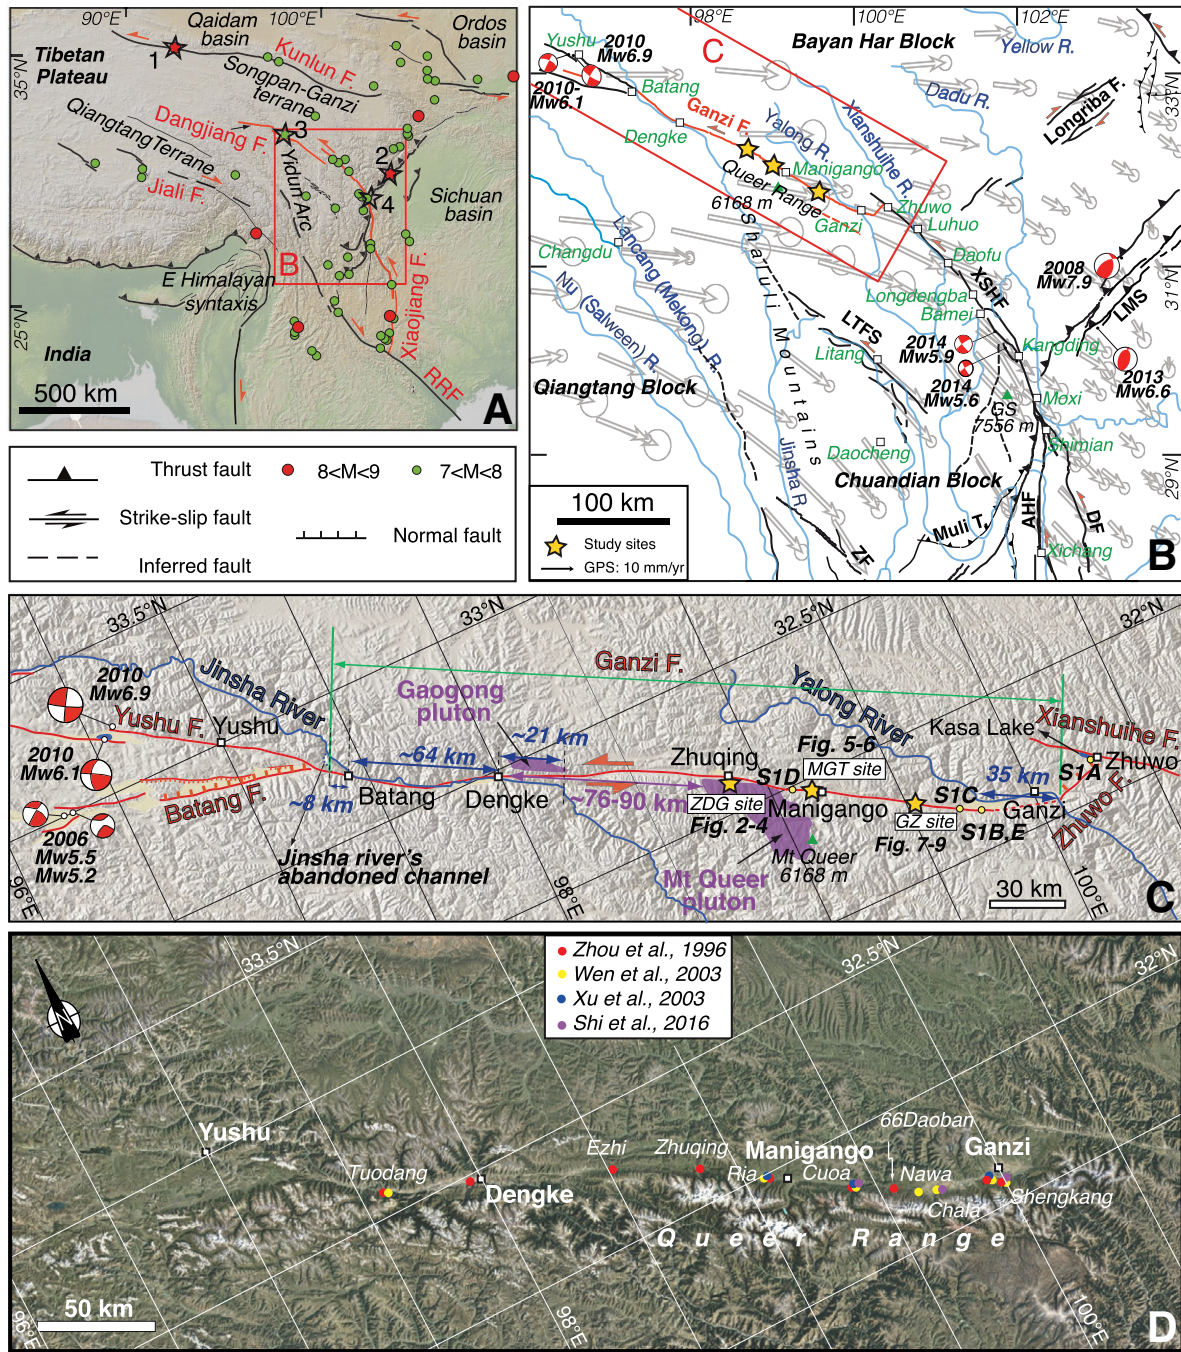 90°E
100°E
35°N
25°N
Qaidam
basin
Ordos
basin
Tibetan
Plateau
1
Kunlun F.
Songpan-Ganzi
terrane
Dangjiang F.
3
QiangtangTerrane
Jiali F.
Yidun Arc
2
4
Sichuan
basin
B
E Himalayan
syntaxis
Xiaojiang F.
India
RRF
500 km
A
Thrust fault
8<M<9
7<M<8
Strike-slip fault
Normal fault
Inferred fault
98°E
100°E
102°E
33°N
31°N
29°N
Yushu
2010
Mw6.9
2010-
Mw6.1
Batang
C
Bayan Har Block
Yellow R.
Dadu R.
Longriba F.
Ganzi F.
Dengke
Yalong R.
Xianshuihe R.
Manigango
Queer Range
6168 m
Zhuwo
Ganzi
Luhuo
Changdu
Lancang (Mekong) R.
Nu (Salween) R.
Shaluli Mountains
Daofu
XSHF
2008
Mw7.9
Longdengba
Bamei
LMS
LTFS
Litang
2014
Mw5.9
Kangding
2014
Mw5.6
2013
Mw6.6
Qiangtang Block
GS
7556 m
Moxi
Shimian
Jinsha R.
Daocheng
Chuandian Block
100 km
Study sites
GPS: 10 mm/yr
Muli T.
ZF
AHF
DF
Xichang
B
33.5°N
33°N
32.5°N
32°N
2010
Mw6.9
Jinsha River
Ganzi F.
Gaogong
pluton
Yalong River
Yushu F.
Yushu
Kasa Lake
Xianshuihe F.
2010
Mw6.1
~64 km
~21 km
Zhuqing
Fig. 5-6
S1D
MGT site
Zhuwo
S1A
35 km
S1C
Batang F.
~8 km
Batang
Dengke
~76-90 km
ZDG site
Fig. 2-4
Manigango
GZ site
Ganzi
S1B,E
Zhuwo F.
Fig. 7-9
2006
Mw5.5
Mw5.2
Jinsha river's
abandoned channel
Mt Queer
6168 m
Mt Queer
pluton
30 km
96°E
98°E
100°E
C
33.5°N
32.5°N
32°N
N
Zhou et al., 1996
Wen et al., 2003
Xu et al., 2003
Shi et al., 2016
Yushu
66Daoban
Ezhi
Zhuqing
Manigango
Ganzi
Tuodang
Ria
Cuoa
Nawa
Dengke
Shengkang
Chala
Queer Range
50 km
96°E
98°E
100°E
D